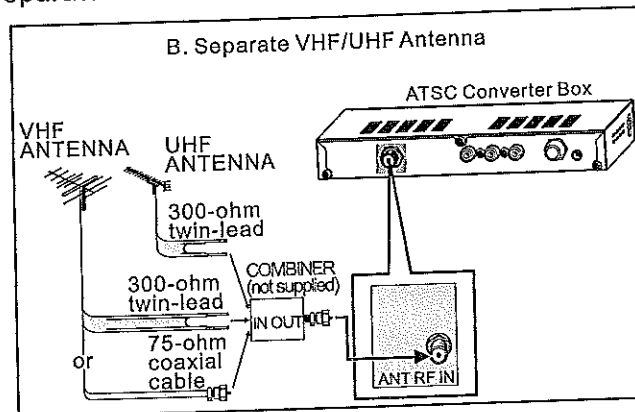 B. Separate VHF/UHF Antenna
ATSC Converter Box
VHF
ANTENNA
UHF
ANTENNA
300-ohm
twin-lead
300-ohm
twin-lead
or
75-ohm
coaxial
cable
COMBINER
(not supplied)
IN OUT
ANT RF IN